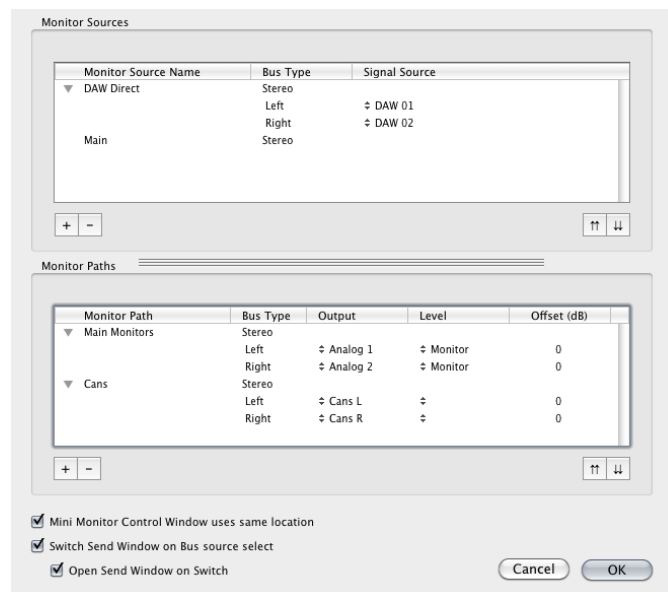 Monitor Sources
Monitor Source Name Bus Type Signal Source
DAW Direct Stereo
Left DAW 01
Right DAW 02
Main Stereo
+ - ⇈ ⇊
Monitor Paths
Monitor Path Bus Type Output Level Offset (dB)
Main Monitors Stereo
Left Analog 1 Monitor 0
Right Analog 2 Monitor 0
Cans Stereo
Left Cans L 0
Right Cans R 0
+ - ⇈ ⇊
Mini Monitor Control Window uses same location
Switch Send Window on Bus source select
Open Send Window on Switch
Cancel OK